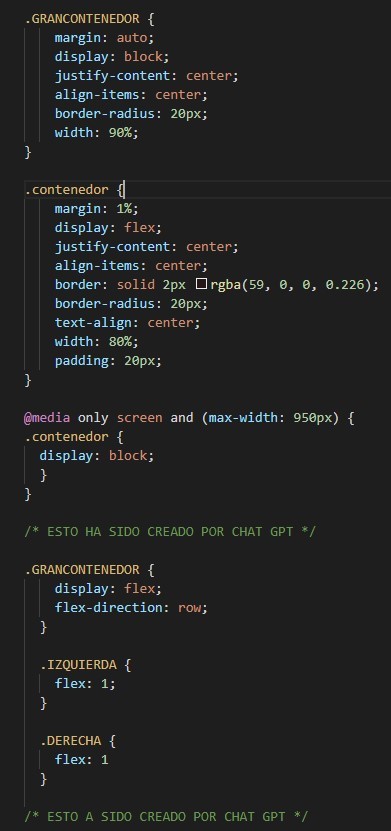 .GRANCONTENEDOR {
margin: auto;
display: block;
justify-content: center;
align-items: center;
border-radius: 20px;
width: 90%;
}
.contenedor {
margin: 1%;
display: flex;
justify-content: center;
align-items: center;
border: solid 2px rgba(59, 0, 0, 0.226);
border-radius: 20px;
text-align: center;
width: 80%;
padding: 20px;
}
@media only screen and (max-width: 950px) {
.contenedor {
display: block;
}
}
/* ESTO HA SIDO CREADO POR CHAT GPT */
.GRANCONTENEDOR {
display: flex;
flex-direction: row;
}
.IZQUIERDA {
flex: 1;
}
.DERECHA {
flex: 1
}
/* ESTO A SIDO CREADO POR CHAT GPT */